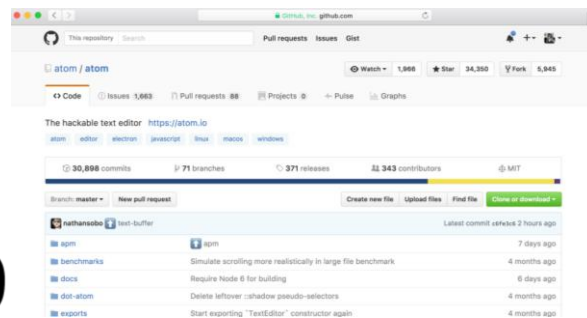 GitHub, Inc. github.com
This repository Search Pull requests Issues Gist
atom / atom Watch 1,966 Star 34,350 Fork 5,945
Code Issues 1,663 Pull requests 88 Projects 0 Pulse Graphs
The hackable text editor https://atom.io
atom editor electron javascript linux macos windows
30,898 commits 71 branches 371 releases 343 contributors MIT
Branch: master New pull request Create new file Upload files Find file Clone or download
nathansobo text-buffer Latest commit 2 hours ago
apm apm 7 days ago
benchmarks Simulate scrolling more realistically in large file benchmark 4 months ago
docs Require Node 6 for building 6 days ago
dot-atom Delete leftover ::shadow pseudo-selectors 4 months ago
exports Start exporting `TextEditor` constructor again 4 months ago